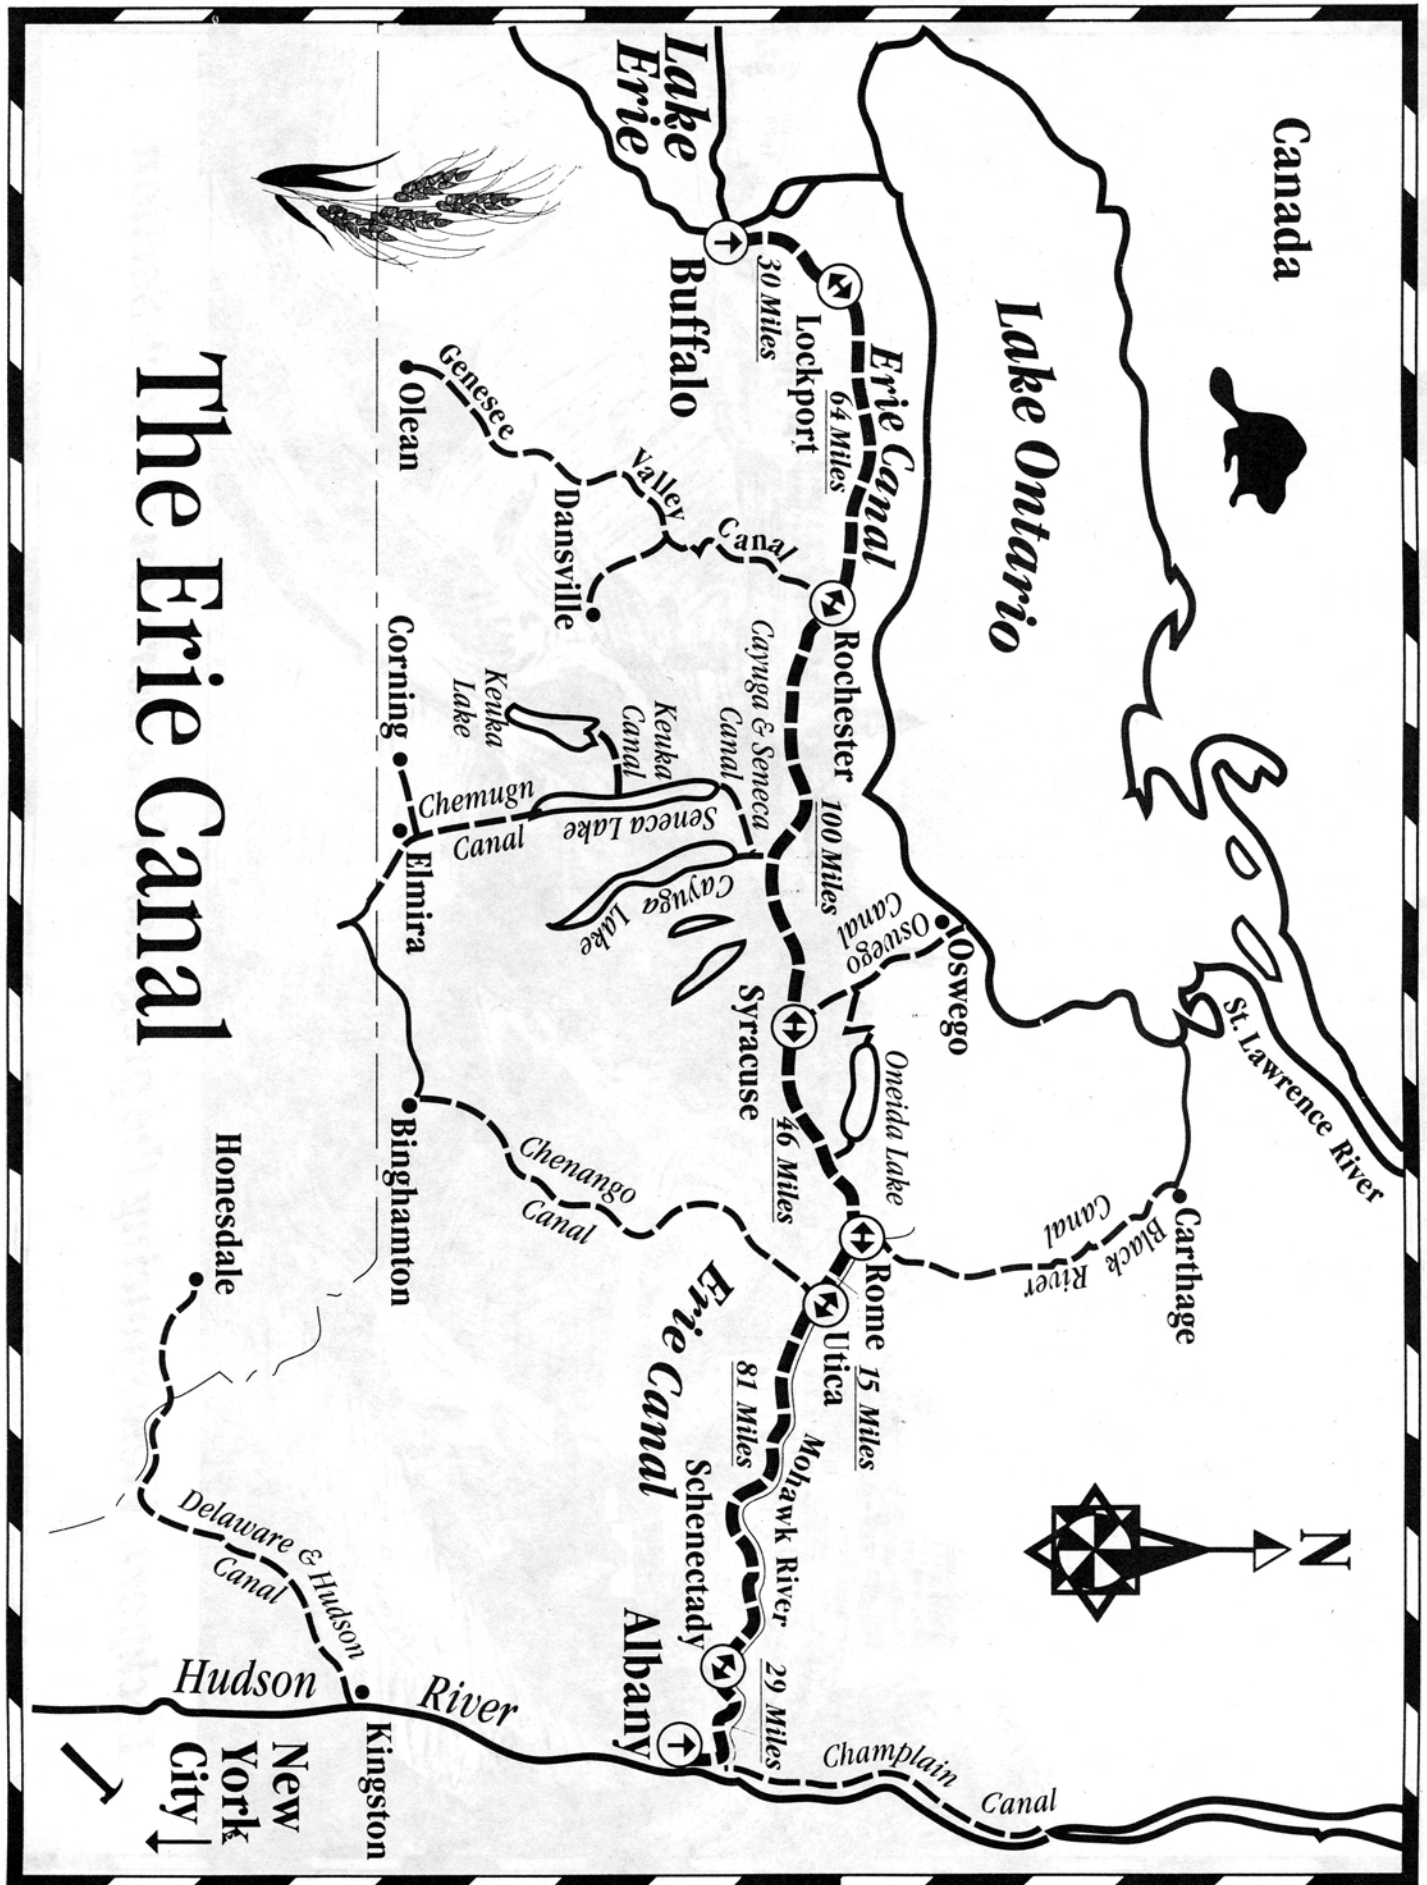 Canada
Lake Ontario
St. Lawrence River
N
Lake
Erie
Buffalo
30 Miles
Lockport
64 Miles
Erie Canal
Rochester
100 Miles
Oswego
Oswego
Canal
Syracuse
46 Miles
Oneida Lake
Carthage
Black River
Canal
Rome
15 Miles
Utica
81 Miles
Mohawk River
Erie Canal
Schenectady
29 Miles
Albany
Champlain Canal
Genesee Valley Canal
Olean
Dansville
Cayuga & Seneca
Canal
Keuka
Canal
Keuka
Lake
Seneca Lake
Cayuga Lake
Corning
Chemugn
Canal
Elmira
Binghamton
Chenango
Canal
Honesdale
Delaware & Hudson
Canal
Hudson River
Kingston
New
York
City
The Erie Canal